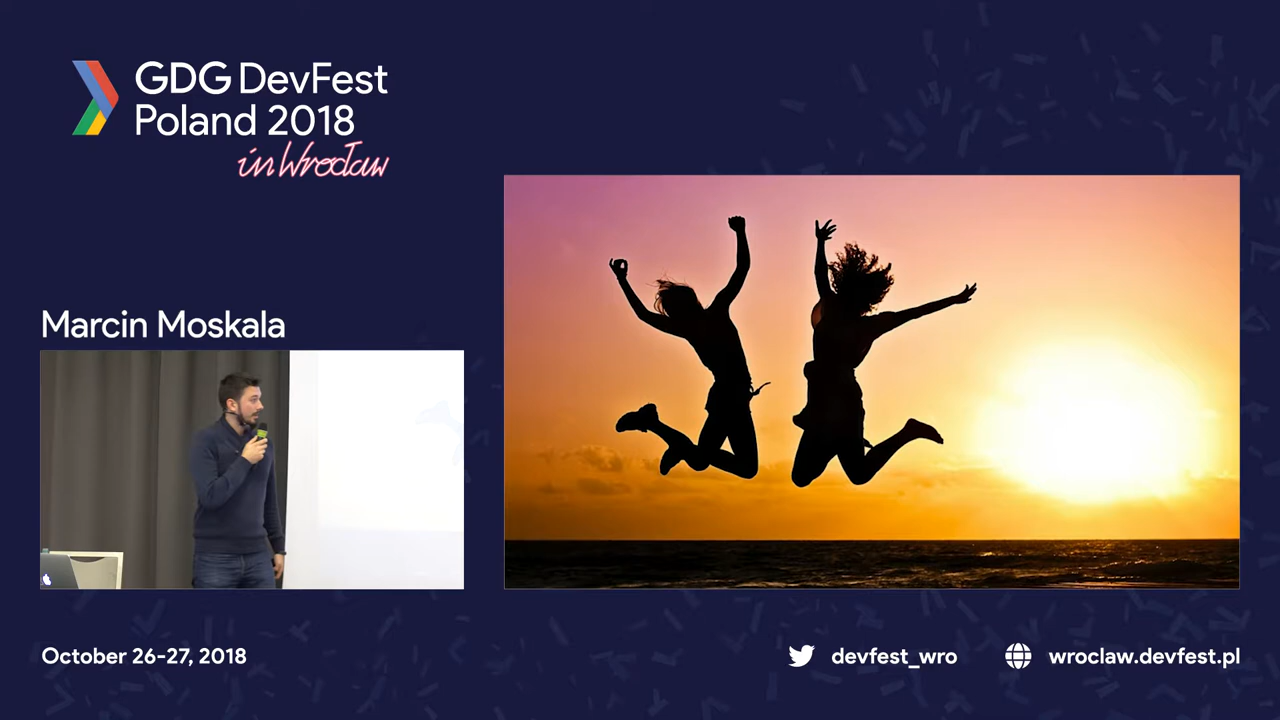 GDG DevFest
Poland 2018
in Wrocław
Marcin Moskala
October 26-27, 2018
devfest_wro
wroclaw.devfest.pl